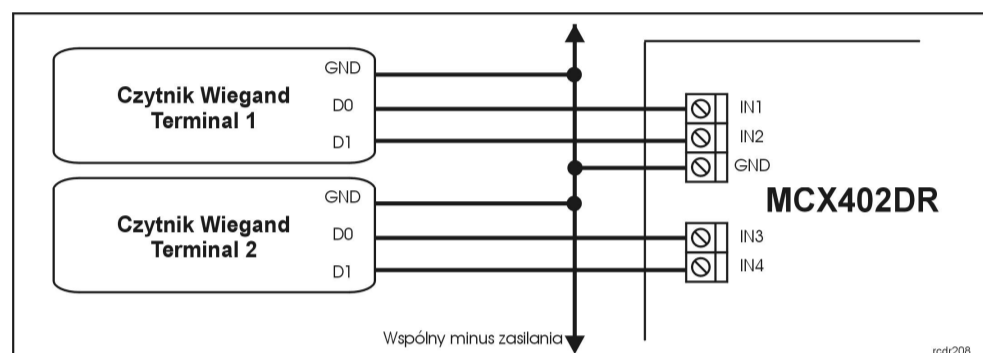 Czytnik Wiegand
Terminal 1
GND
D0
D1
IN1
IN2
GND
MCX402DR
Czytnik Wiegand
Terminal 2
GND
D0
D1
IN3
IN4
Wspólny minus zasilania
rcdr208